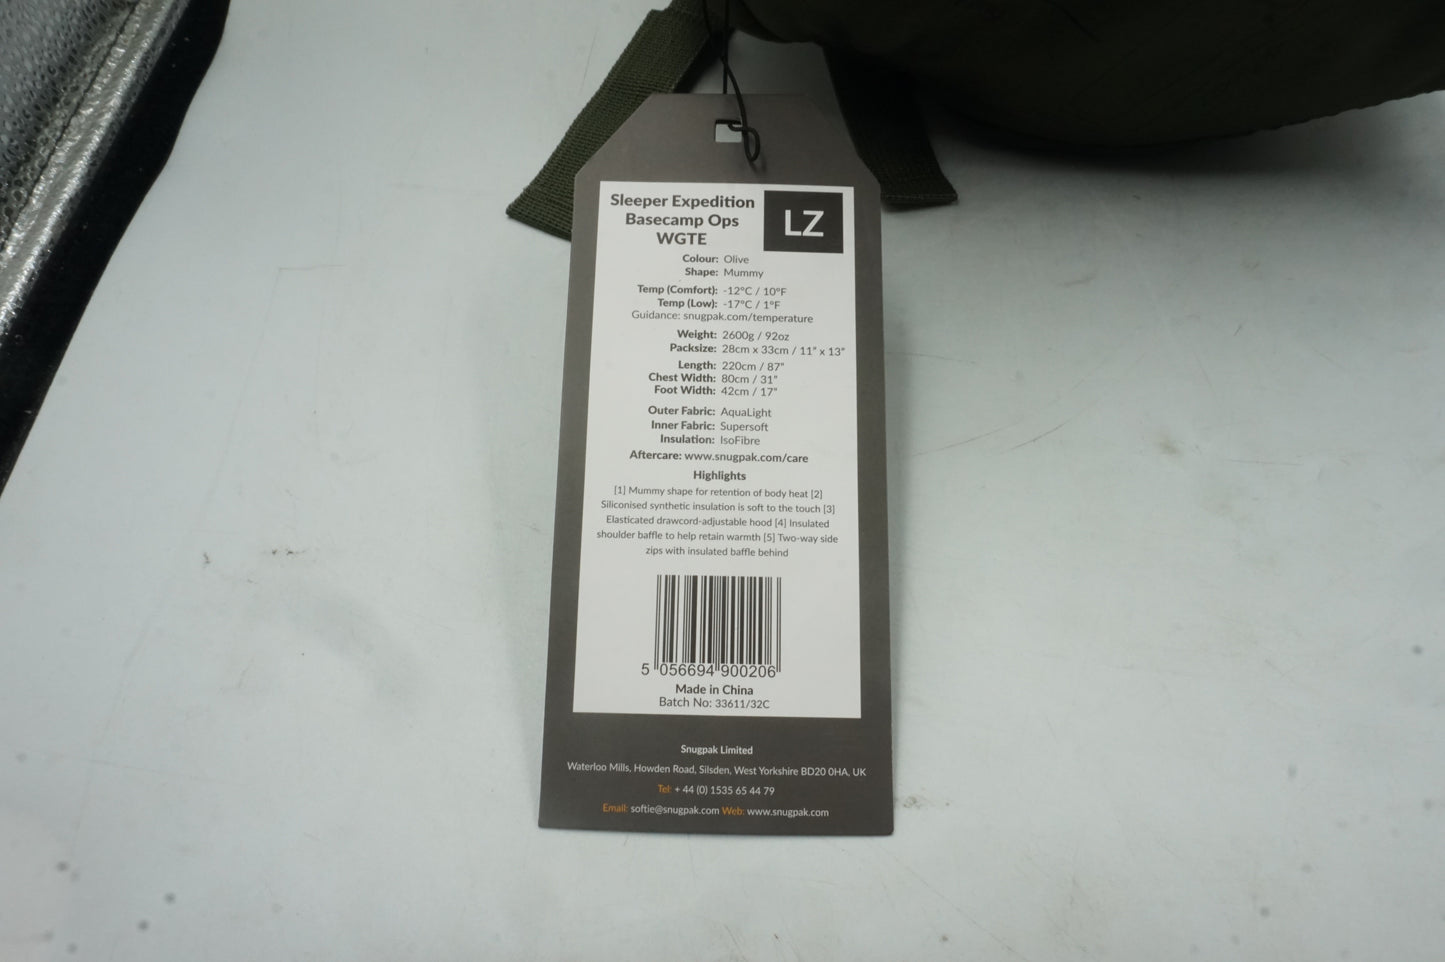 Sleeper Expedition
Basecamp Ops
WGTE
LZ
Colour: Olive
Shape: Mummy
Temp (Comfort): -12°C / 10°F
Temp (Low): -17°C / 1°F
Guidance: snugpak.com/temperature
Weight: 2600g / 92oz
Packsize: 28cm x 33cm / 11" x 13"
Length: 220cm / 87"
Chest Width: 80cm / 31"
Foot Width: 42cm / 17"
Outer Fabric: AquaLight
Inner Fabric: Supersoft
Insulation: IsoFibre
Aftercare: www.snugpak.com/care
Highlights
[1] Mummy shape for retention of body heat [2]
Siliconised synthetic insulation is soft to the touch [3]
Elasticated drawcord-adjustable hood [4] Insulated
shoulder baffle to help retain warmth [5] Two-way side
zips with insulated baffle behind
5 056694 900206
Made in China
Batch No: 33611/32C
Snugpak Limited
Waterloo Mills, Howden Road, Silsden, West Yorkshire BD20 0HA, UK
Tel: + 44 (0) 1535 65 44 79
Email: softie@snugpak.com Web: www.snugpak.com